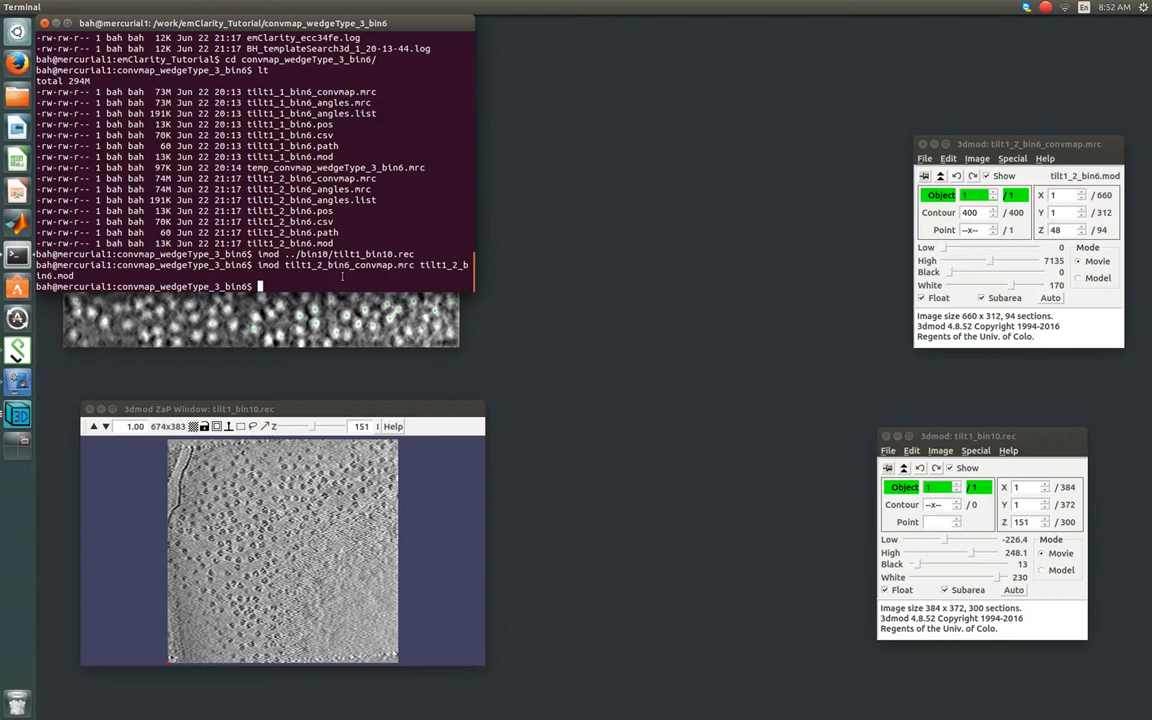 Terminal
En
8:52 AM
bah@mercurial1: /work/emClarity_Tutorial/convmap_wedgeType_3_bin6
-rw-rw-r-- 1 bah bah 12K Jun 22 21:17 emClarity_ecc34fe.log
-rw-rw-r-- 1 bah bah 12K Jun 22 21:17 BH_templateSearch3d_1_20-13-44.log
bah@mercurial1:emClarity_Tutorial$ cd convmap_wedgeType_3_bin6/
bah@mercurial1:convmap_wedgeType_3_bin6$ lt
total 294M
-rw-rw-r-- 1 bah bah 73M Jun 22 20:13 tilt1_1_bin6_convmap.mrc
-rw-rw-r-- 1 bah bah 73M Jun 22 20:13 tilt1_1_bin6_angles.mrc
-rw-rw-r-- 1 bah bah 191K Jun 22 20:13 tilt1_1_bin6_angles.list
-rw-rw-r-- 1 bah bah 13K Jun 22 20:13 tilt1_1_bin6.pos
-rw-rw-r-- 1 bah bah 70K Jun 22 20:13 tilt1_1_bin6.csv
-rw-rw-r-- 1 bah bah 60 Jun 22 20:13 tilt1_1_bin6.path
-rw-rw-r-- 1 bah bah 13K Jun 22 20:13 tilt1_1_bin6.mod
-rw-rw-r-- 1 bah bah 97K Jun 22 20:14 temp_convmap_wedgeType_3_bin6.mrc
-rw-rw-r-- 1 bah bah 74M Jun 22 21:17 tilt1_2_bin6_convmap.mrc
-rw-rw-r-- 1 bah bah 74M Jun 22 21:17 tilt1_2_bin6_angles.mrc
-rw-rw-r-- 1 bah bah 191K Jun 22 21:17 tilt1_2_bin6_angles.list
-rw-rw-r-- 1 bah bah 13K Jun 22 21:17 tilt1_2_bin6.pos
-rw-rw-r-- 1 bah bah 70K Jun 22 21:17 tilt1_2_bin6.csv
-rw-rw-r-- 1 bah bah 60 Jun 22 21:17 tilt1_2_bin6.path
-rw-rw-r-- 1 bah bah 13K Jun 22 21:17 tilt1_2_bin6.mod
bah@mercurial1:convmap_wedgeType_3_bin6$ imod ../bin10/tilt1_bin10.rec
bah@mercurial1:convmap_wedgeType_3_bin6$ imod tilt1_2_bin6_convmap.mrc tilt1_2_b
in6.mod
bah@mercurial1:convmap_wedgeType_3_bin6$
3dmod: tilt1_2_bin6_convmap.mrc
File Edit Image Special Help
Show tilt1_2_bin6.mod
Object 1 / 1 X 1 / 660
Contour 400 / 400 Y 1 / 312
Point --x-- / 1 Z 48 / 94
Low 0 Mode
High 7135 Movie
Black 0 Model
White 170
Float Subarea Auto
Image size 660 x 312, 94 sections.
3dmod 4.8.52 Copyright 1994-2016
Regents of the Univ. of Colo.
3dmod ZaP Window: tilt1_bin10.rec
1.00 674x383 Z 151 I Help
3dmod: tilt1_bin10.rec
File Edit Image Special Help
Show
Object 1 / 1 X 1 / 384
Contour --x-- / 0 Y 1 / 372
Point Z 151 / 300
Low -226.4 Mode
High 248.1 Movie
Black 13 Model
White 230
Float Subarea Auto
Image size 384 x 372, 300 sections.
3dmod 4.8.52 Copyright 1994-2016
Regents of the Univ. of Colo.